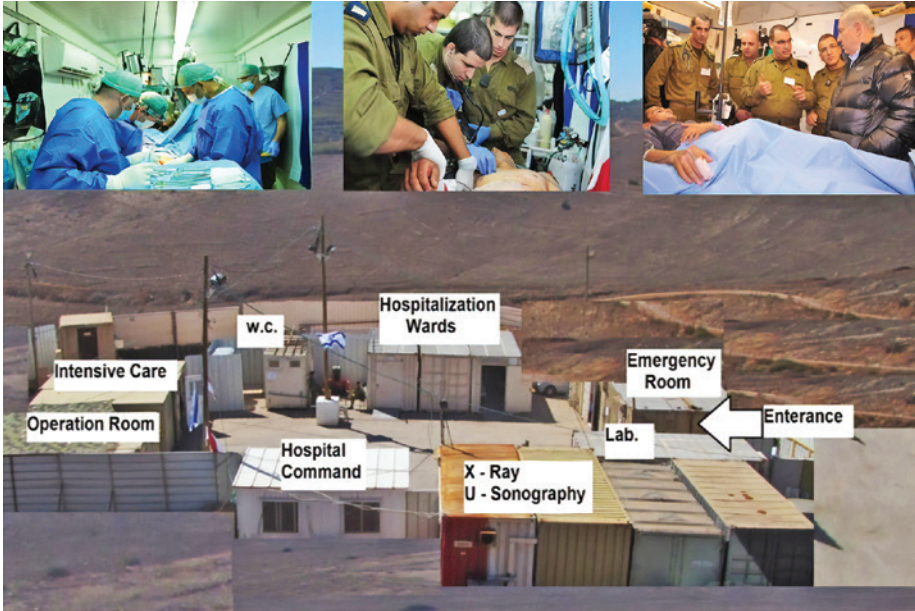 w.c.
Hospitalization
Wards
Intensive Care
Emergency
Room
Operation Room
Enterance
Lab.
Hospital
Command
X - Ray
U - Sonography